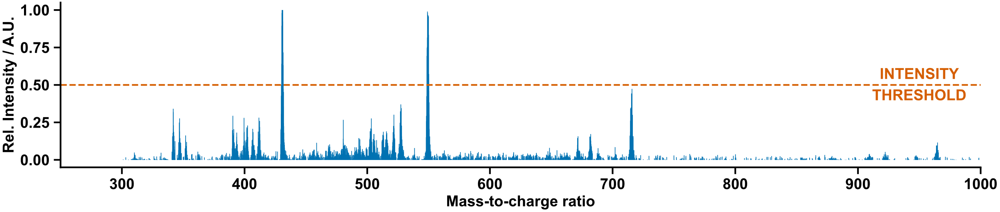 Rel. Intensity / A.U.
1.00
0.75
0.50
0.25
0.00
INTENSITY
THRESHOLD
300 400 500 600 700 800 900 1000
Mass-to-charge ratio